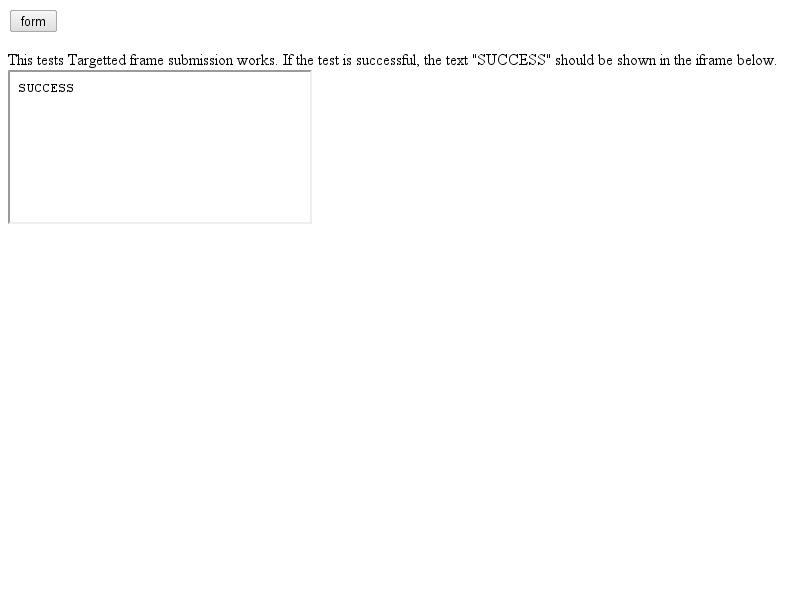 form
This tests Targetted frame submission works. If the test is successful, the text "SUCCESS" should be shown in the iframe below.
SUCCESS